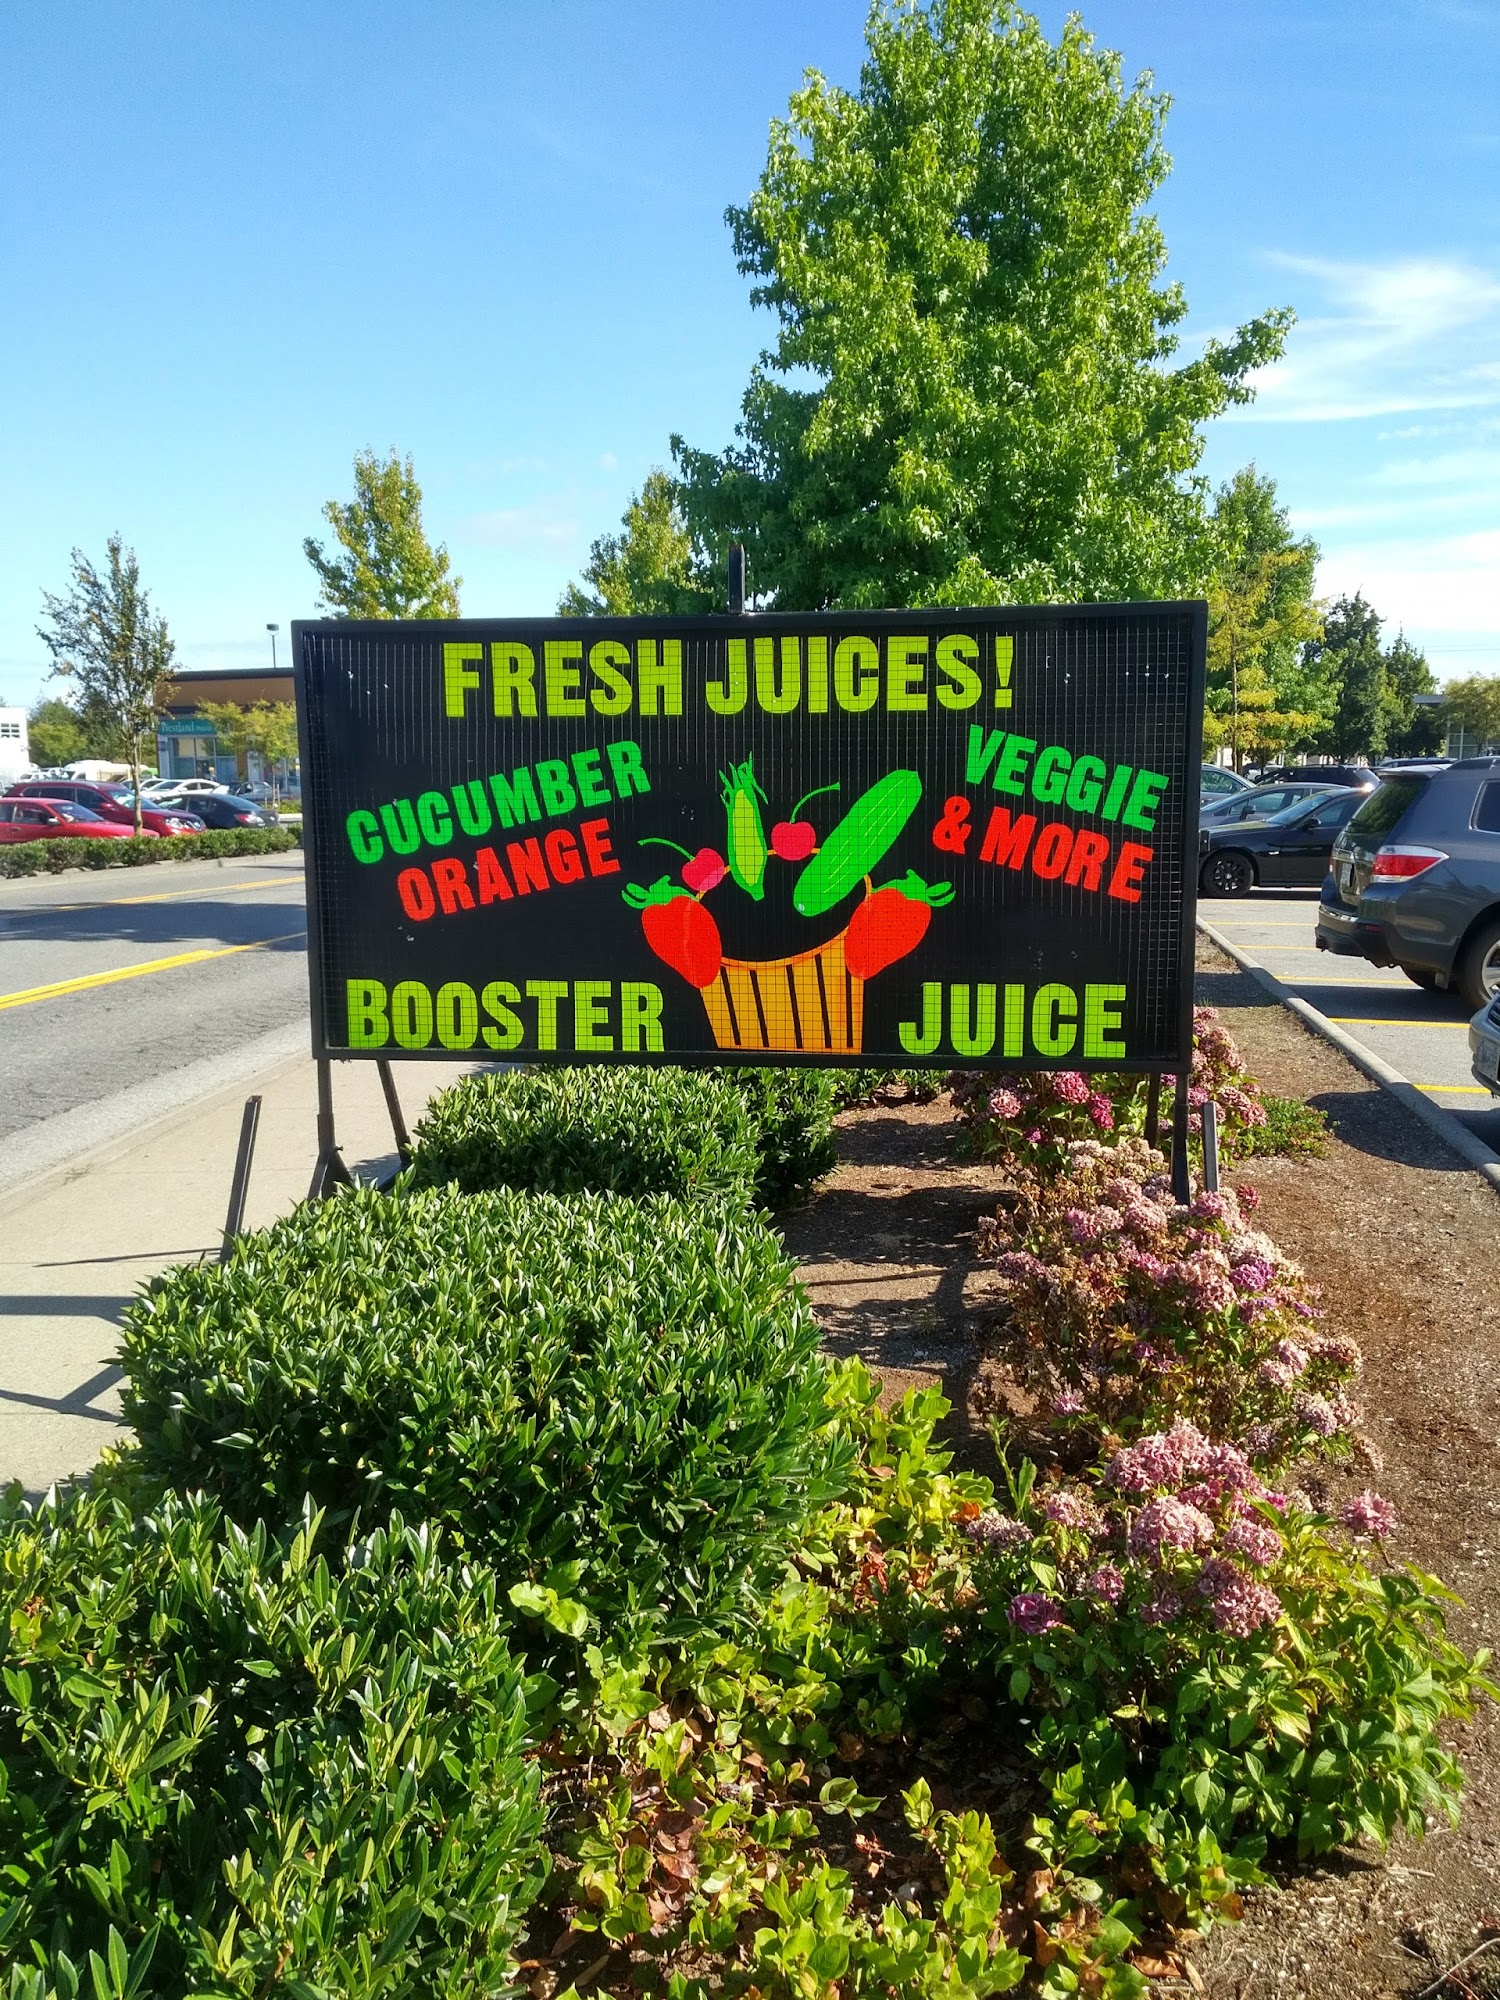 FRESH JUICES!
CUCUMBER
ORANGE
VEGGIE
& MORE
BOOSTER JUICE